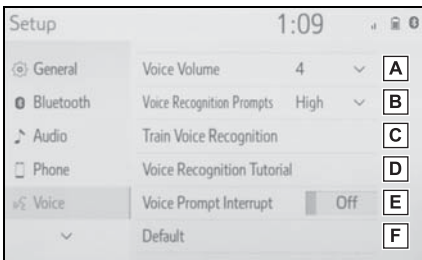 Setup 1:09
General Voice Volume 4 A
Bluetooth Voice Recognition Prompts High B
Audio Train Voice Recognition C
Phone Voice Recognition Tutorial D
Voice Voice Prompt Interrupt Off E
Default F